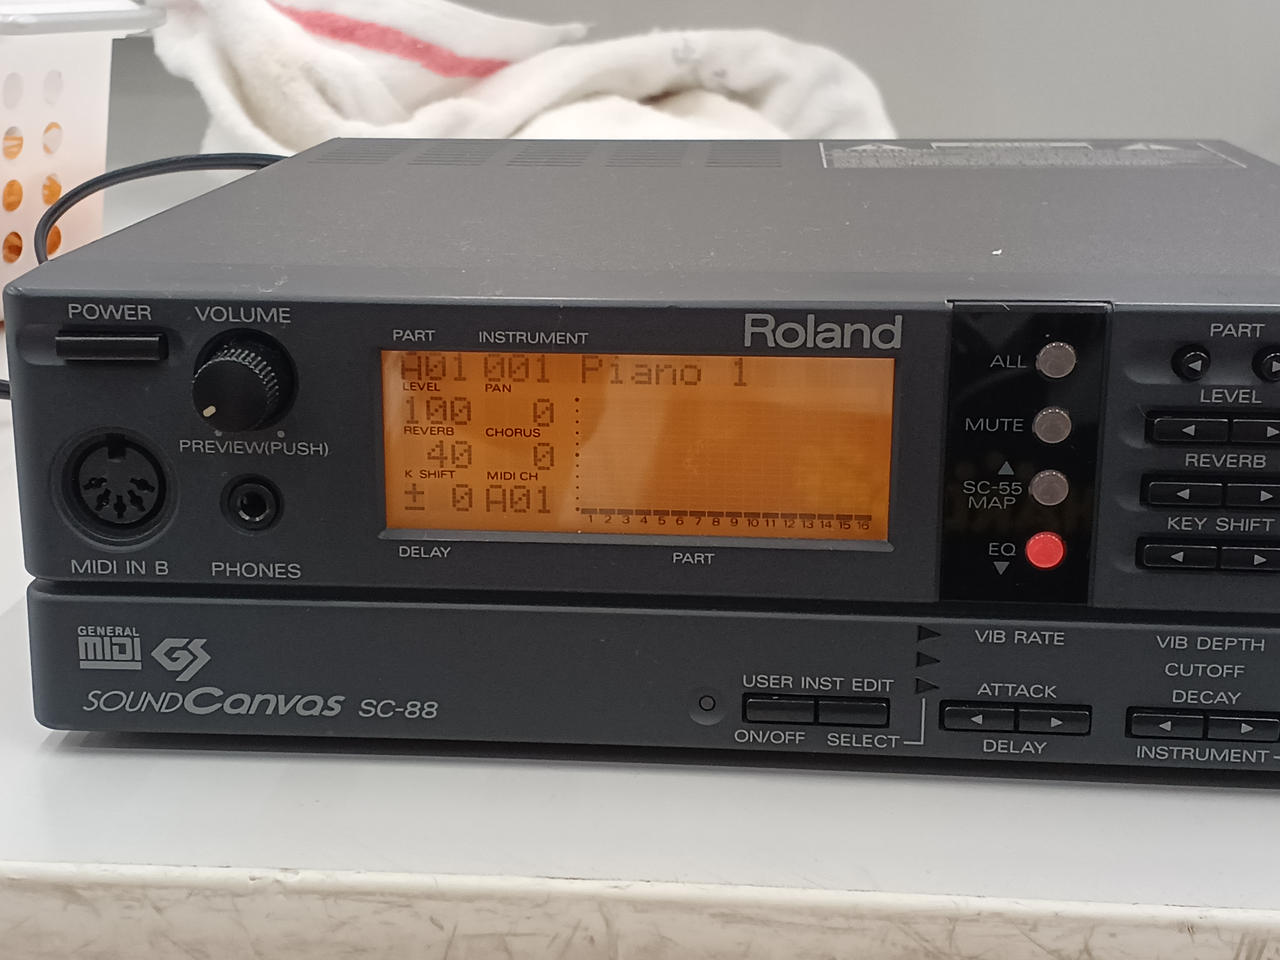 POWER
VOLUME
PREVIEW(PUSH)
MIDI IN B
PHONES
PART INSTRUMENT
Roland
A01 001 Piano 1
LEVEL PAN
100 0
REVERB CHORUS
40 0
K SHIFT MIDI CH
± 0 A01
1 2 3 4 5 6 7 8 9 10 11 12 13 14 15 16
DELAY PART
ALL
MUTE
▲
SC-55
MAP
EQ
▼
PART
LEVEL
REVERB
KEY SHIFT
GENERAL
MIDI GS
SOUND Canvas SC-88
USER INST EDIT
ON/OFF SELECT
VIB RATE
ATTACK
DELAY
VIB DEPTH
CUTOFF
DECAY
INSTRUMENT